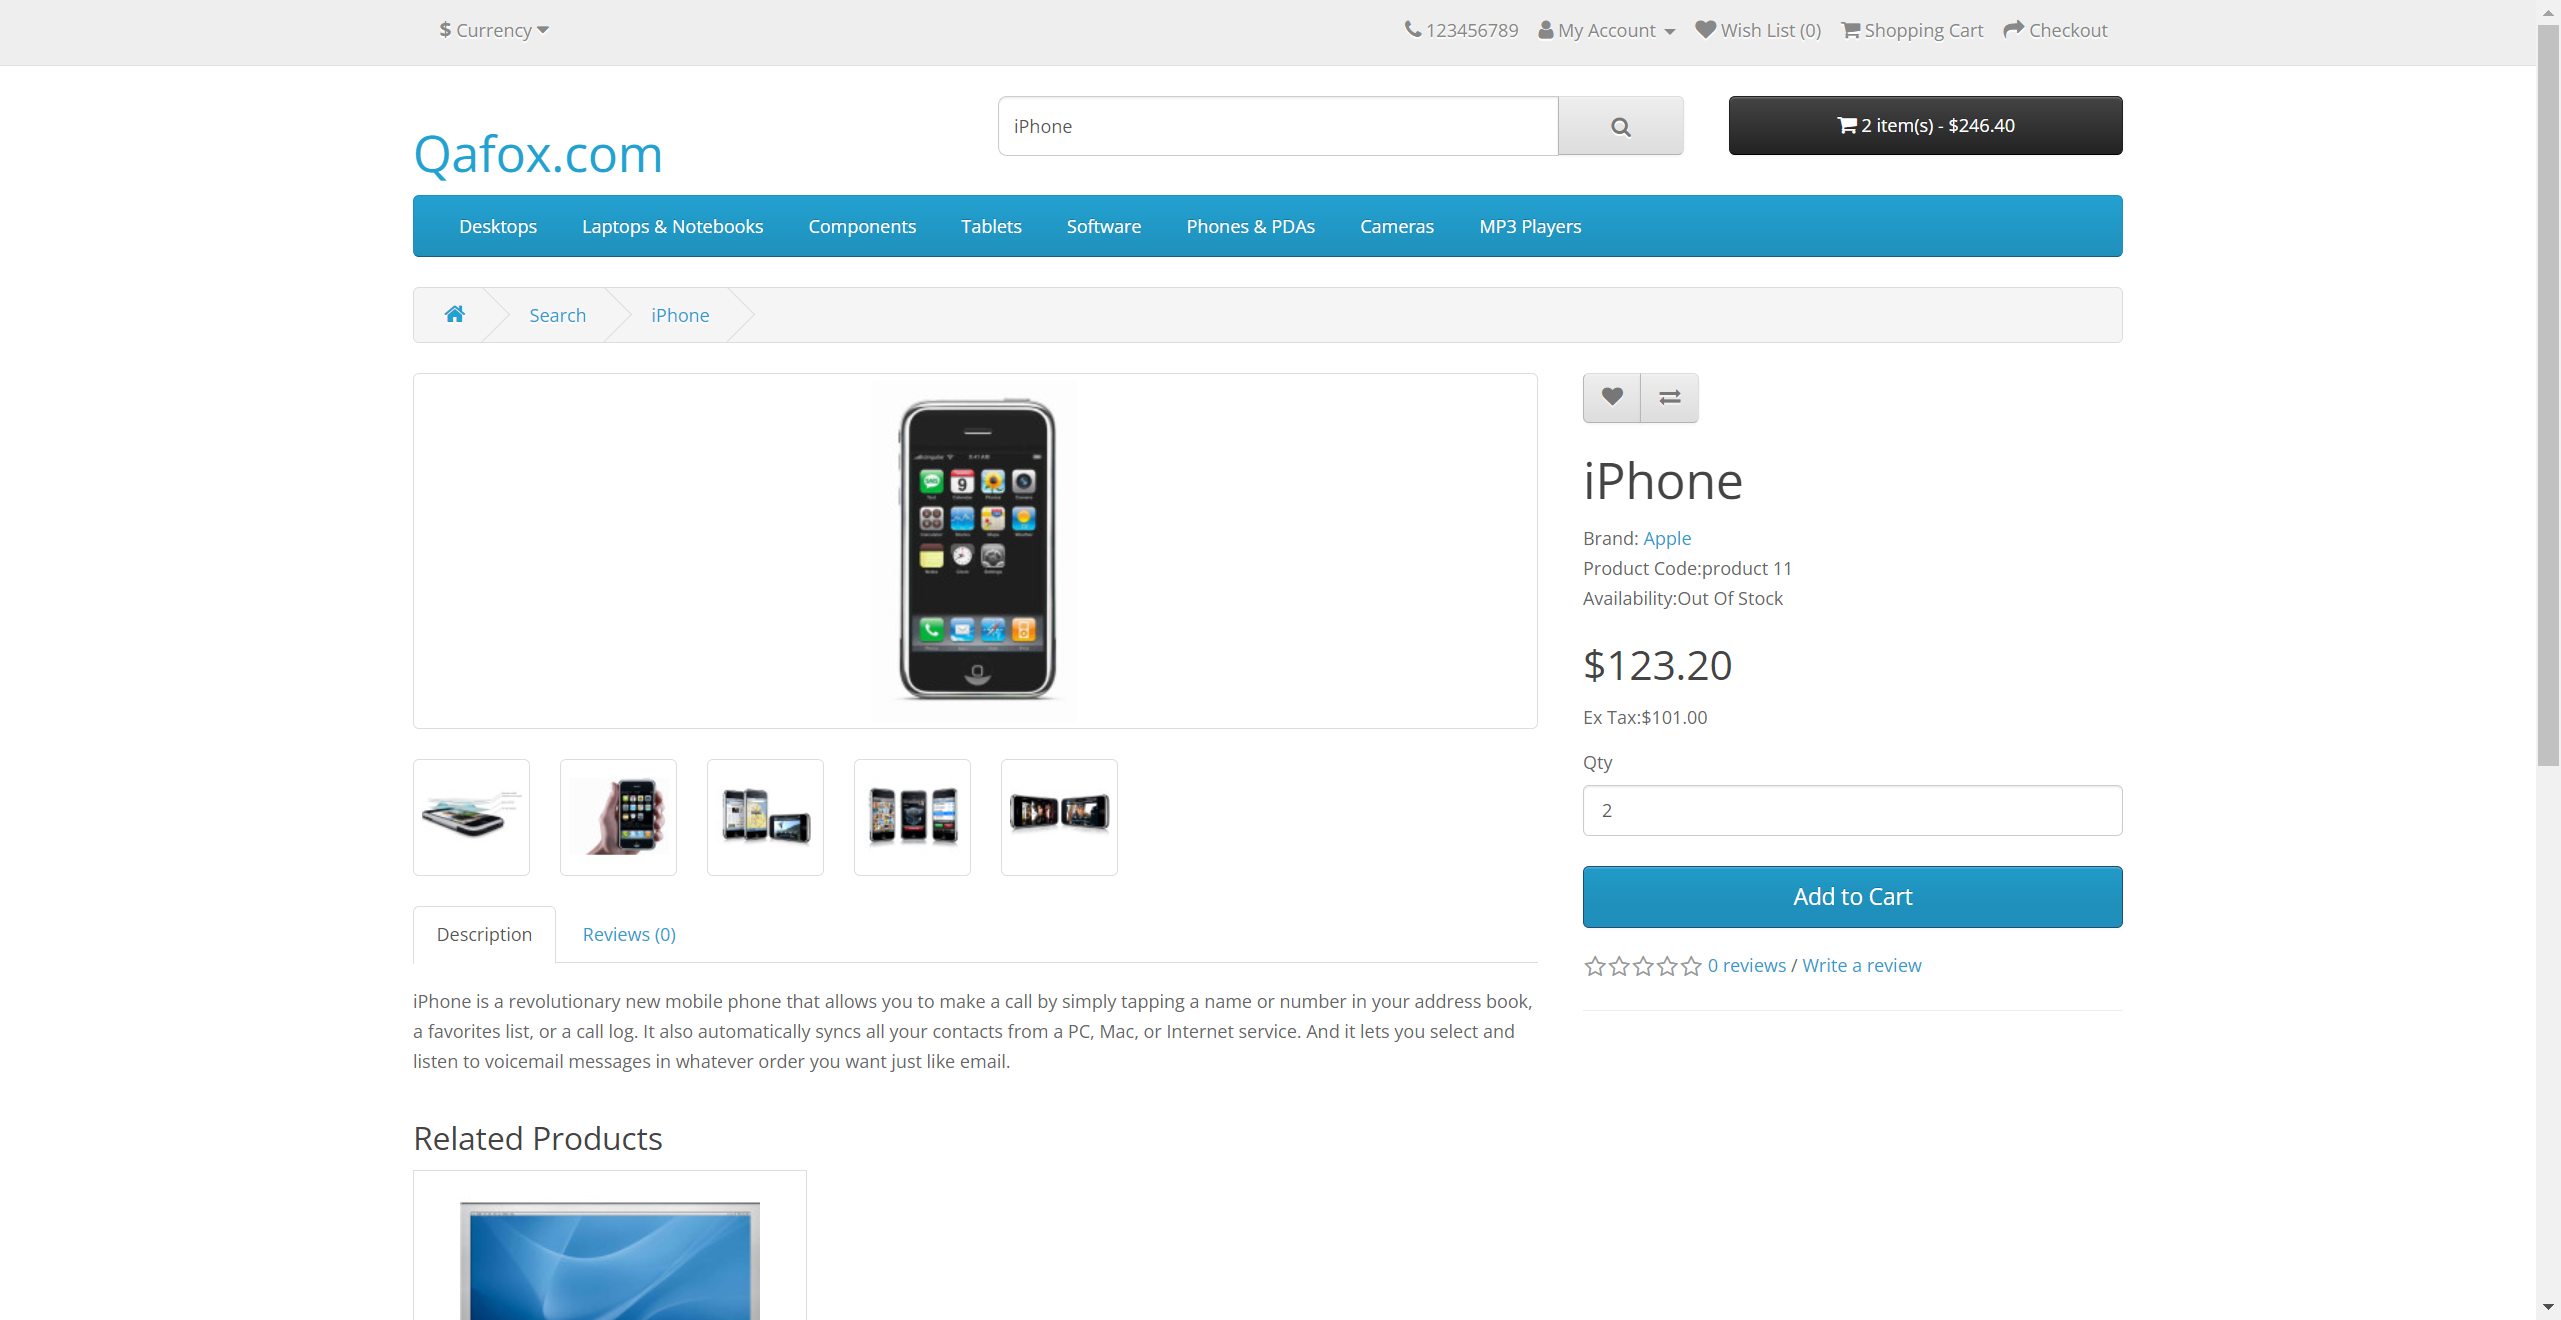 $ Currency
123456789 My Account Wish List (0) Shopping Cart Checkout
Qafox.com
iPhone
2 item(s) - $246.40
Desktops Laptops & Notebooks Components Tablets Software Phones & PDAs Cameras MP3 Players
Search iPhone
iPhone
Brand: Apple
Product Code:product 11
Availability:Out Of Stock
$123.20
Ex Tax:$101.00
Qty
2
Add to Cart
0 reviews / Write a review
Description Reviews (0)
iPhone is a revolutionary new mobile phone that allows you to make a call by simply tapping a name or number in your address book,
a favorites list, or a call log. It also automatically syncs all your contacts from a PC, Mac, or Internet service. And it lets you select and
listen to voicemail messages in whatever order you want just like email.
Related Products